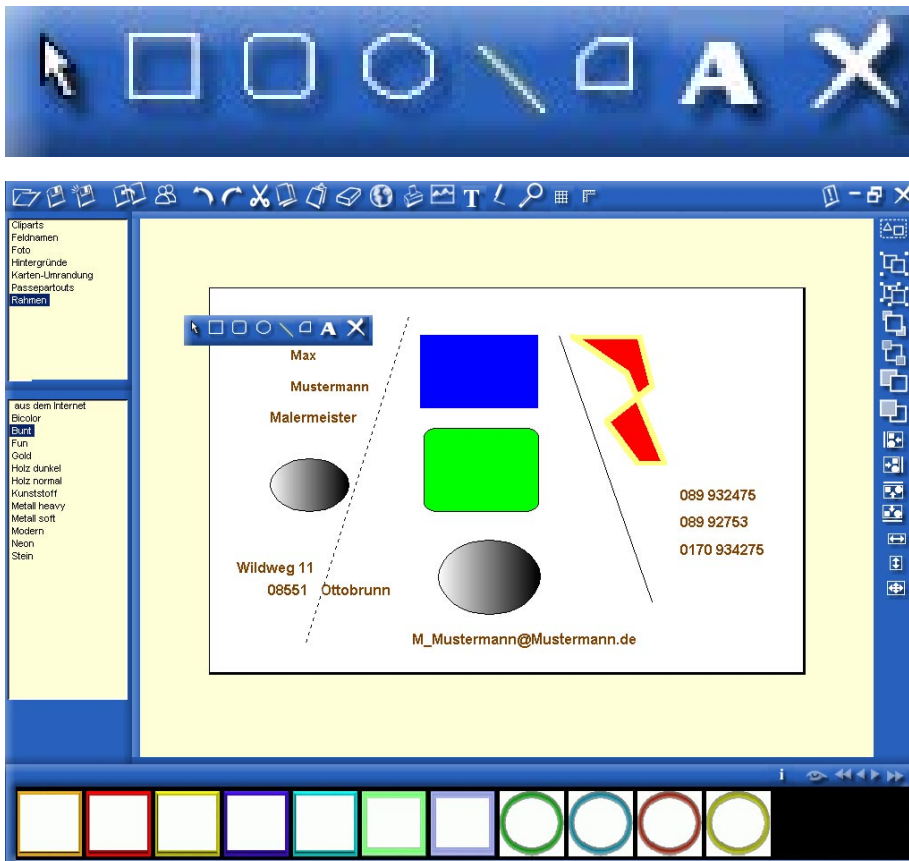 A
T
Cliparts
Feldnamen
Foto
Hintergründe
Karten-Umrandung
Passepartouts
Rahmen
A
Max
Mustermann
Malermeister
aus dem Internet
Bicolor
Bunt
Fun
Gold
Holz dunkel
Holz normal
Kunststoff
Metall heavy
Metall soft
Modern
Neon
Stein
089 932475
089 92753
0170 934275
Wildweg 11
08551 Ottobrunn
M_Mustermann@Mustermann.de
i